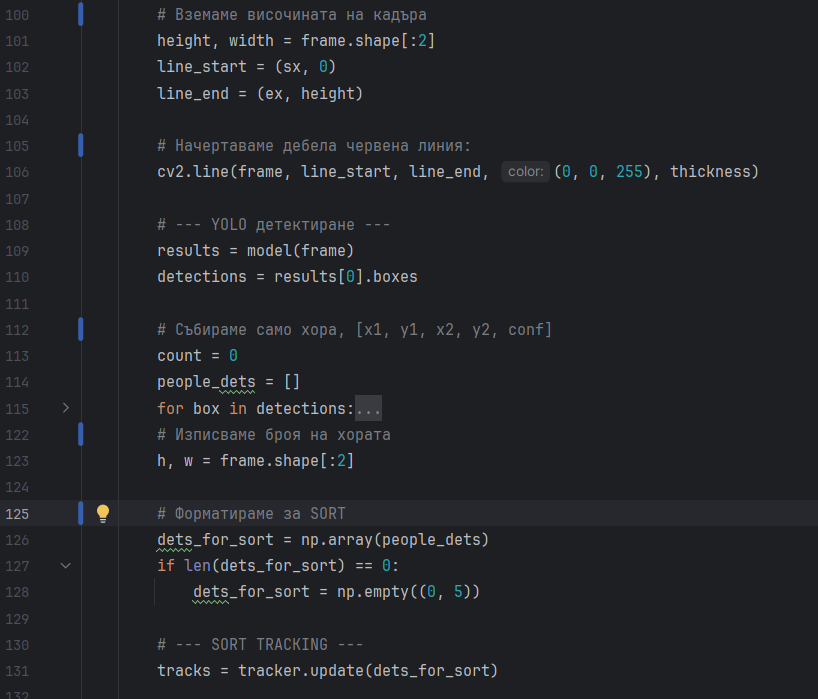 100 # Вземаме височината на кадъра
101 height, width = frame.shape[:2]
102 line_start = (sx, 0)
103 line_end = (ex, height)
104
105 # Начертаваме дебела червена линия:
106 cv2.line(frame, line_start, line_end, color: (0, 0, 255), thickness)
107
108 # --- YOLO детектиране ---
109 results = model(frame)
110 detections = results[0].boxes
111
112 # Събираме само хора, [x1, y1, x2, y2, conf]
113 count = 0
114 people_dets = []
115 for box in detections:...
122 # Изписваме броя на хората
123 h, w = frame.shape[:2]
124
125 # Форматираме за SORT
126 dets_for_sort = np.array(people_dets)
127 if len(dets_for_sort) == 0:
128 dets_for_sort = np.empty((0, 5))
129
130 # --- SORT TRACKING ---
131 tracks = tracker.update(dets_for_sort)
132